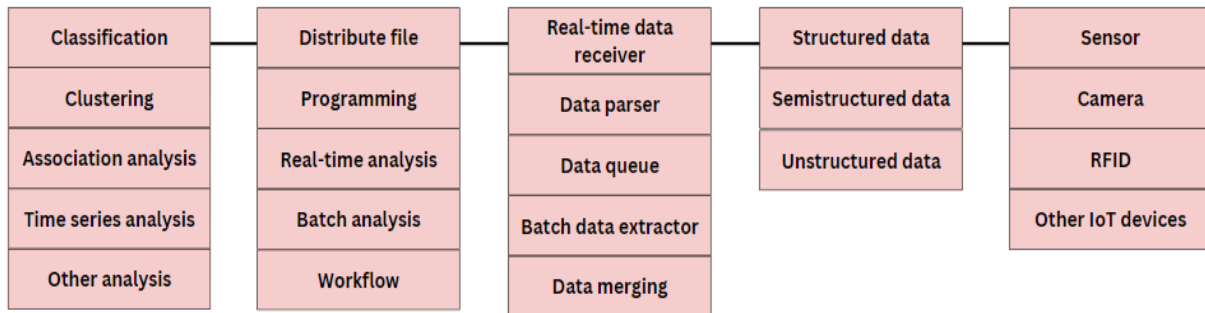 Classification
Clustering
Association analysis
Time series analysis
Other analysis
Distribute file
Programming
Real-time analysis
Batch analysis
Workflow
Real-time data
receiver
Data parser
Data queue
Batch data extractor
Data merging
Structured data
Semistructured data
Unstructured data
Sensor
Camera
RFID
Other IoT devices